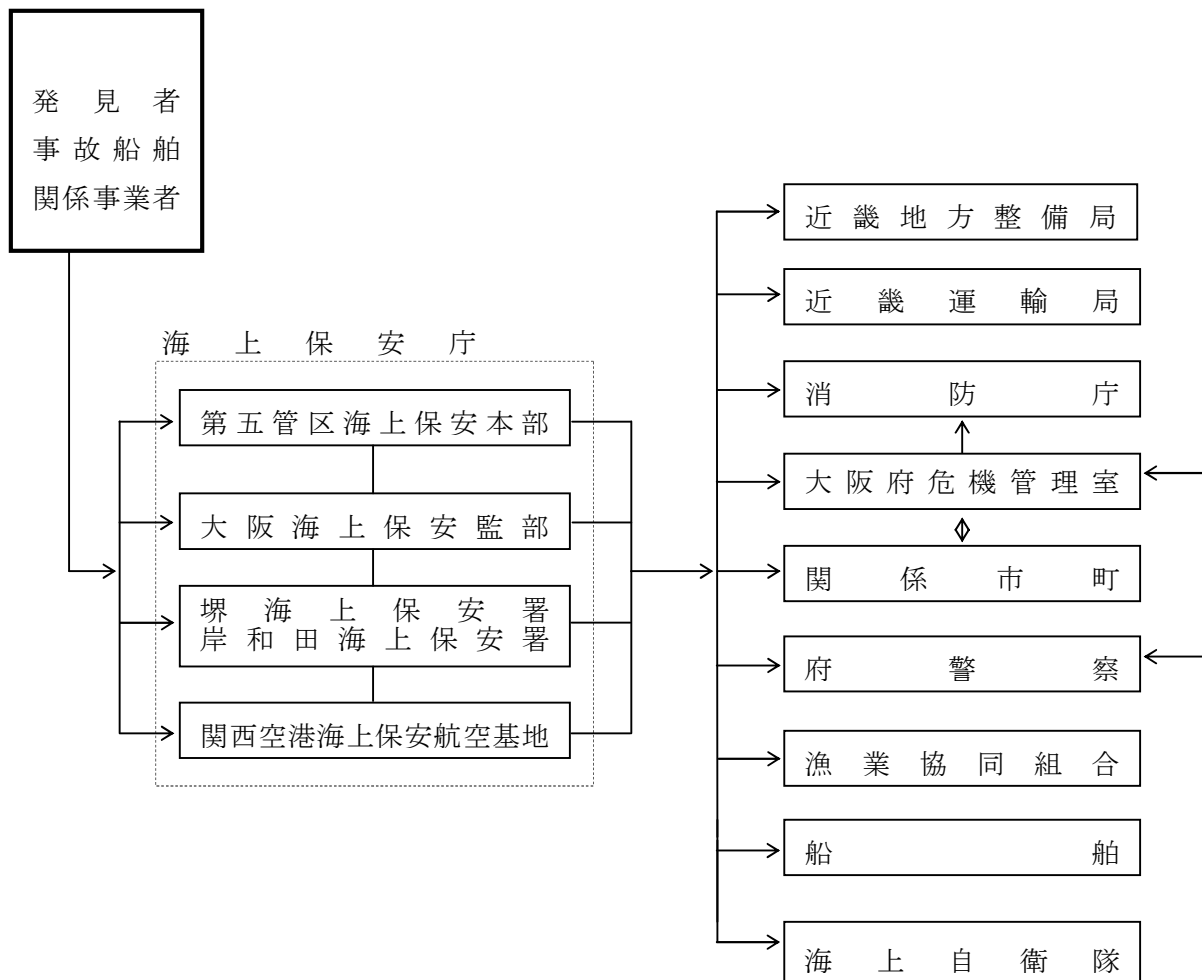 発見者
事故船舶
関係事業者
海上保安庁
第五管区海上保安本部
大阪海上保安監部
堺海上保安署
岸和田海上保安署
関西空港海上保安航空基地
近畿地方整備局
近畿運輸局
消防庁
大阪府危機管理室
関係市町
府警察
漁業協同組合
船舶
海上自衛隊